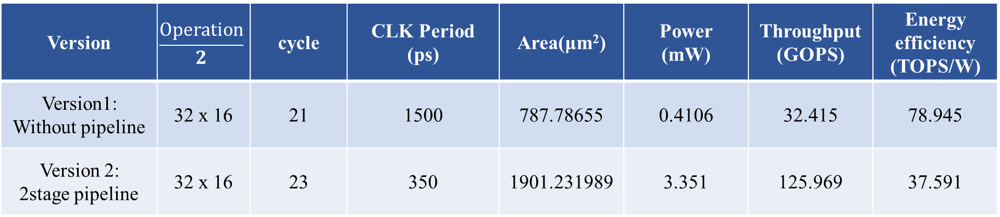 Version
Operation
2
cycle
CLK Period
(ps)
Area(μm²)
Power
(mW)
Throughput
(GOPS)
Energy
efficiency
(TOPS/W)
Version1:
Without pipeline
32 x 16
21
1500
787.78655
0.4106
32.415
78.945
Version 2:
2stage pipeline
32 x 16
23
350
1901.231989
3.351
125.969
37.591